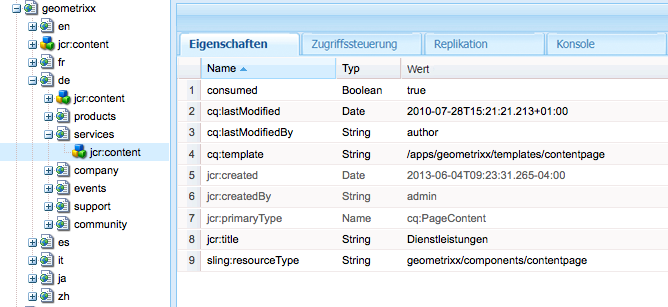 geometrixx
en
jcr:content
fr
de
jcr:content
products
services
jcr:content
company
events
support
community
es
it
ja
zh
Eigenschaften Zugriffssteuerung Replikation Konsole
Name Typ Wert
1 consumed Boolean true
2 cq:lastModified Date 2010-07-28T15:21:21.213+01:00
3 cq:lastModifiedBy String author
4 cq:template String /apps/geometrixx/templates/contentpage
5 jcr:created Date 2013-06-04T09:23:31.265-04:00
6 jcr:createdBy String admin
7 jcr:primaryType Name cq:PageContent
8 jcr:title String Dienstleistungen
9 sling:resourceType String geometrixx/components/contentpage